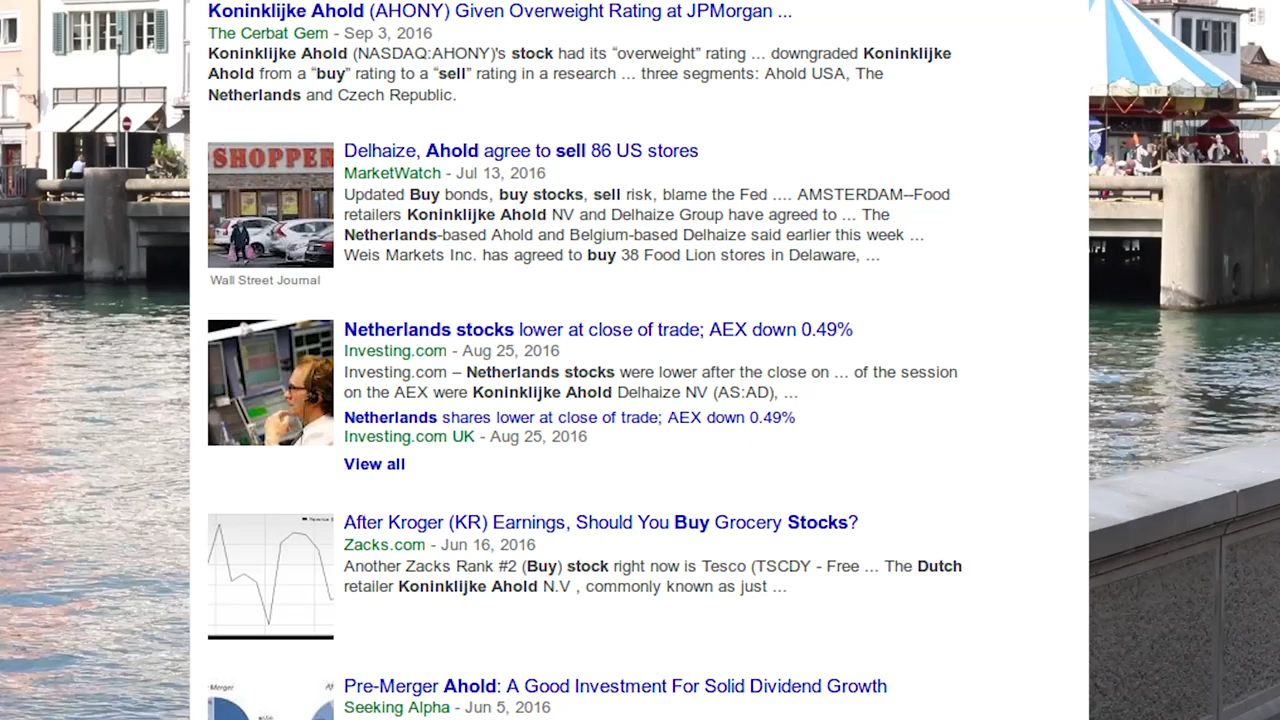 Koninklijke Ahold (AHONY) Given Overweight Rating at JPMorgan ...
The Cerbat Gem - Sep 3, 2016
Koninklijke Ahold (NASDAQ:AHONY)'s stock had its “overweight” rating ... downgraded Koninklijke
Ahold from a “buy” rating to a “sell” rating in a research ... three segments: Ahold USA, The
Netherlands and Czech Republic.
SHOPPER
Delhaize, Ahold agree to sell 86 US stores
MarketWatch - Jul 13, 2016
Updated Buy bonds, buy stocks, sell risk, blame the Fed .... AMSTERDAM--Food
retailers Koninklijke Ahold NV and Delhaize Group have agreed to ... The
Netherlands-based Ahold and Belgium-based Delhaize said earlier this week ...
Weis Markets Inc. has agreed to buy 38 Food Lion stores in Delaware, ...
Wall Street Journal
Netherlands stocks lower at close of trade; AEX down 0.49%
Investing.com - Aug 25, 2016
Investing.com – Netherlands stocks were lower after the close on ... of the session
on the AEX were Koninklijke Ahold Delhaize NV (AS:AD), ...
Netherlands shares lower at close of trade; AEX down 0.49%
Investing.com UK - Aug 25, 2016
View all
After Kroger (KR) Earnings, Should You Buy Grocery Stocks?
Zacks.com - Jun 16, 2016
Another Zacks Rank #2 (Buy) stock right now is Tesco (TSCDY - Free ... The Dutch
retailer Koninklijke Ahold N.V , commonly known as just ...
Pre-Merger Ahold: A Good Investment For Solid Dividend Growth
Seeking Alpha - Jun 5, 2016
Merger